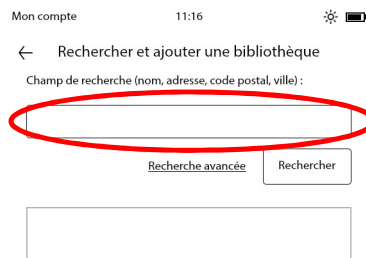 Mon compte 11:16
Rechercher et ajouter une bibliothèque
Champ de recherche (nom, adresse, code postal, ville) :
Recherche avancée Rechercher